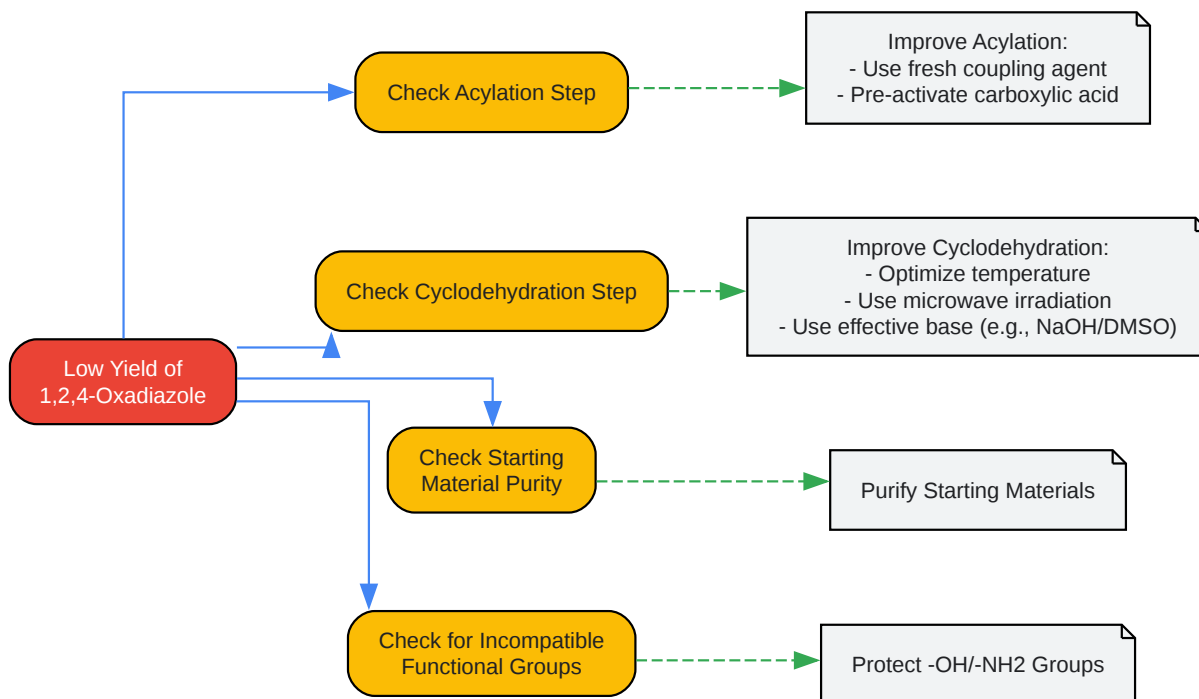 Improve Acylation:
- Use fresh coupling agent
- Pre-activate carboxylic acid
Check Acylation Step
Improve Cyclodehydration:
- Optimize temperature
- Use microwave irradiation
- Use effective base (e.g., NaOH/DMSO)
Check Cyclodehydration Step
Low Yield of
1,2,4-Oxadiazole
Check Starting
Material Purity
Purify Starting Materials
Check for Incompatible
Functional Groups
Protect -OH/-NH2 Groups